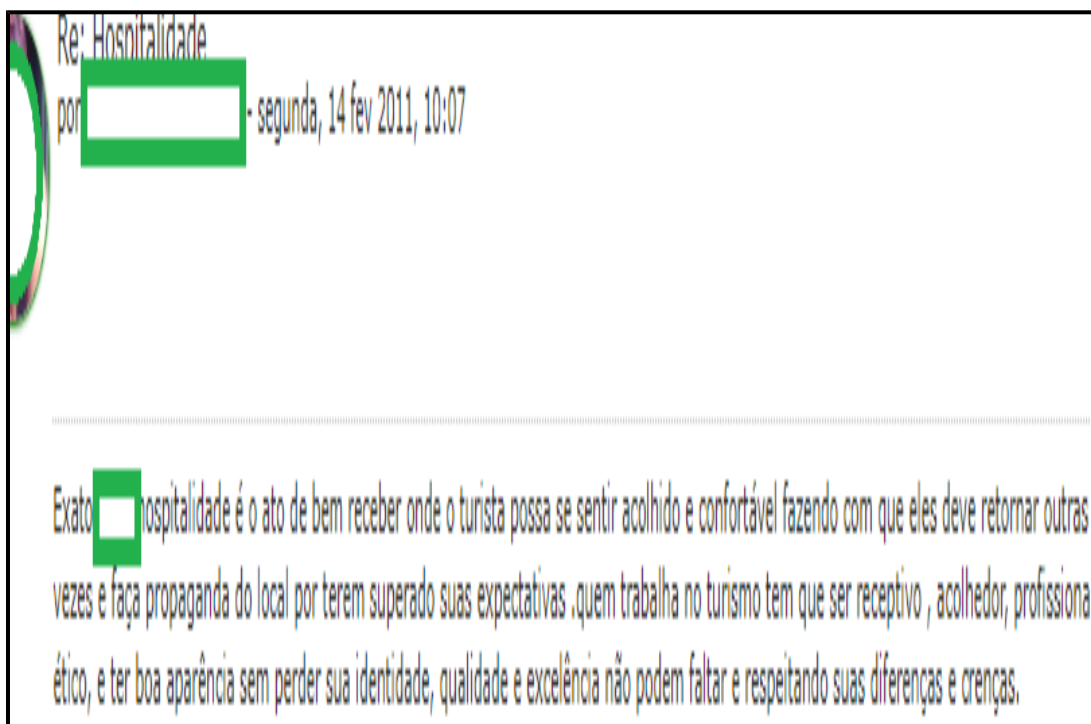 Re: Hospitalidade
por - segunda, 14 fev 2011, 10:07
Exato hospitalidade é o ato de bem receber onde o turista possa se sentir acolhido e confortável fazendo com que eles deve retornar outras
vezes e faça propaganda do local por terem superado suas expectativas .quem trabalha no turismo tem que ser receptivo , acolhedor, profissiona
ético, e ter boa aparência sem perder sua identidade, qualidade e excelência não podem faltar e respeitando suas diferenças e crenças.